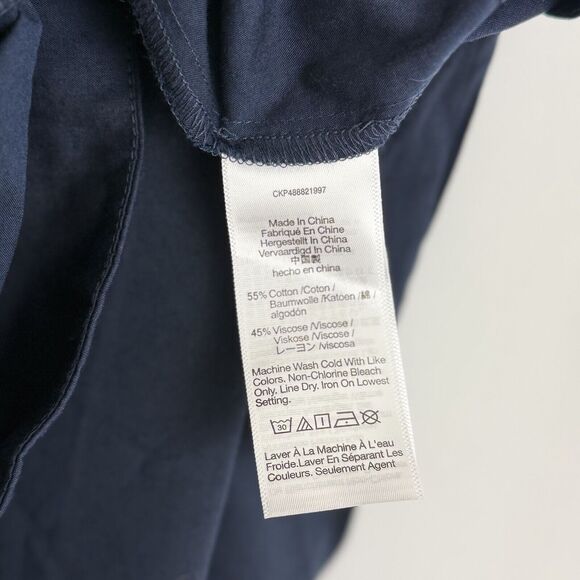 CKP488821997
Made In China
Fabriqué En Chine
Hergestellt In China
Vervaardigd In China
中国製
hecho en china
55% Cotton /Coton /
Baumwolle /Katoen /綿 /
algodón
45% Viscose /Viscose /
Viskose /Viscose /
レーヨン /Viscosa
Machine Wash Cold With Like
Colors. Non-Chlorine Bleach
Only. Line Dry. Iron On Lowest
Setting.
30
Laver À La Machine À L'eau
Froide.Laver En Séparant Les
Couleurs. Seulement Agent